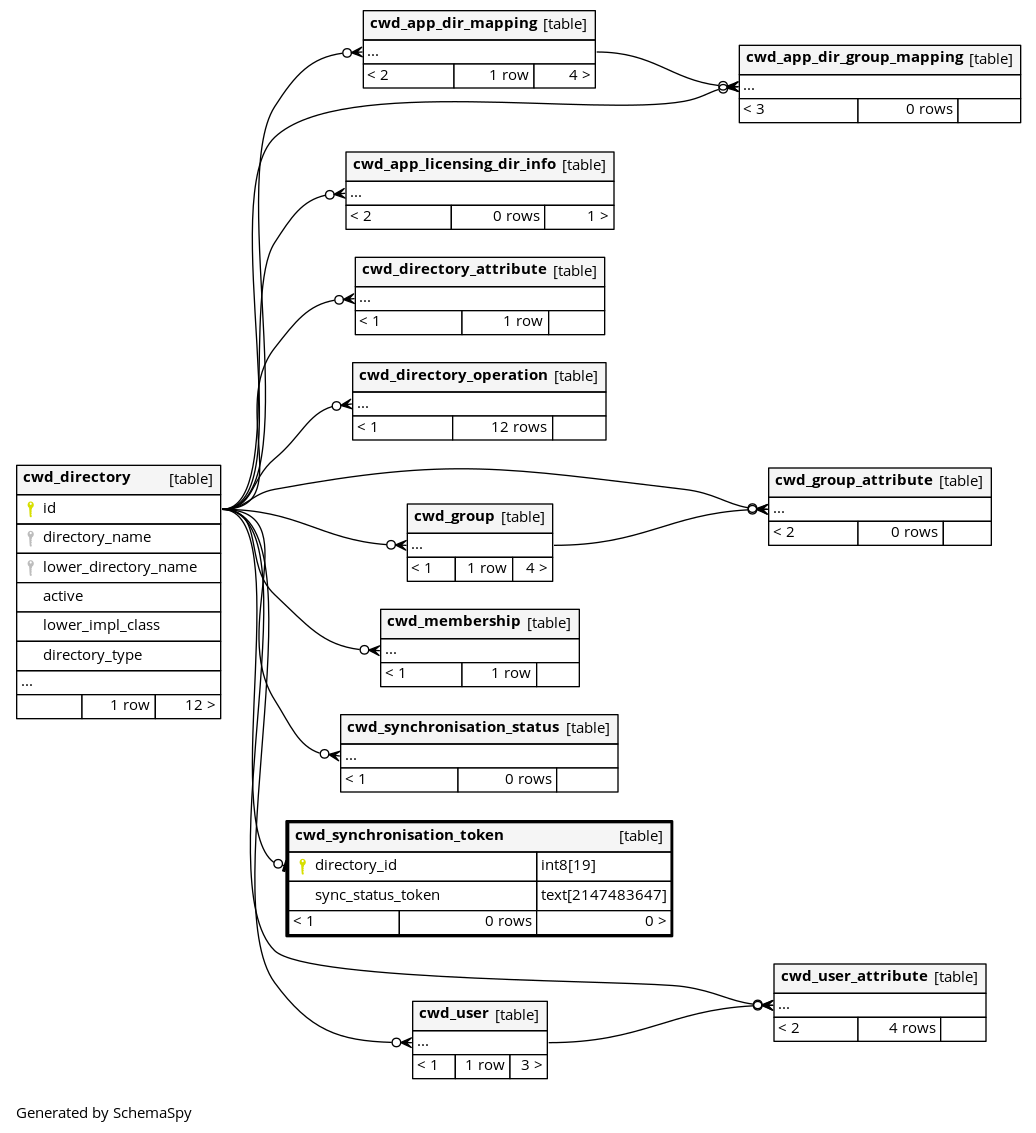 cwd_app_dir_mapping [table]
...
< 2 1 row 4 >
cwd_app_dir_group_mapping [table]
...
< 3 0 rows
cwd_app_licensing_dir_info [table]
...
< 2 0 rows 1 >
cwd_directory_attribute [table]
...
< 1 1 row
cwd_directory_operation [table]
...
< 1 12 rows
cwd_directory [table]
id
directory_name
lower_directory_name
active
lower_impl_class
directory_type
...
1 row 12 >
cwd_group_attribute [table]
...
< 2 0 rows
cwd_group [table]
...
< 1 1 row 4 >
cwd_membership [table]
...
< 1 1 row
cwd_synchronisation_status [table]
...
< 1 0 rows
cwd_synchronisation_token [table]
directory_id int8[19]
sync_status_token text[2147483647]
< 1 0 rows 0 >
cwd_user_attribute [table]
...
< 2 4 rows
cwd_user [table]
...
< 1 1 row 3 >
Generated by SchemaSpy